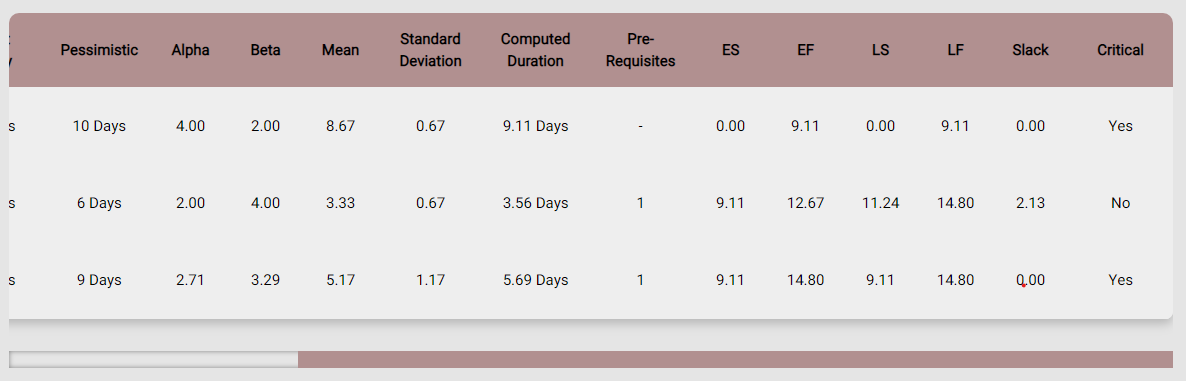 Pessimistic Alpha Beta Mean Standard Deviation Computed Duration Pre-Requisites ES EF LS LF Slack Critical
s 10 Days 4.00 2.00 8.67 0.67 9.11 Days - 0.00 9.11 0.00 9.11 0.00 Yes
s 6 Days 2.00 4.00 3.33 0.67 3.56 Days 1 9.11 12.67 11.24 14.80 2.13 No
s 9 Days 2.71 3.29 5.17 1.17 5.69 Days 1 9.11 14.80 9.11 14.80 0.00 Yes